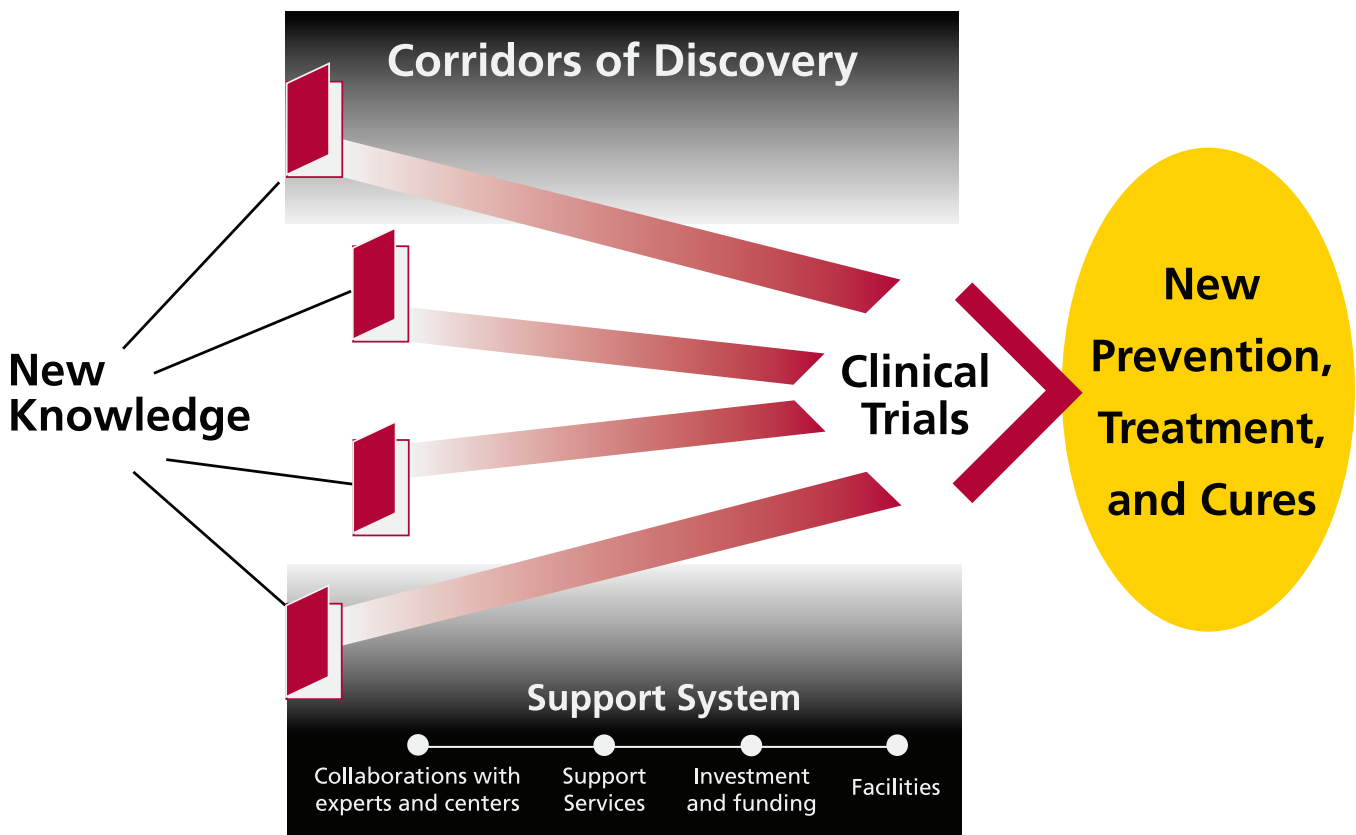 Corridors of Discovery
New
Knowledge
Clinical
Trials
New
Prevention,
Treatment,
and Cures
Support System
Collaborations with
experts and centers
Support
Services
Investment
and funding
Facilities